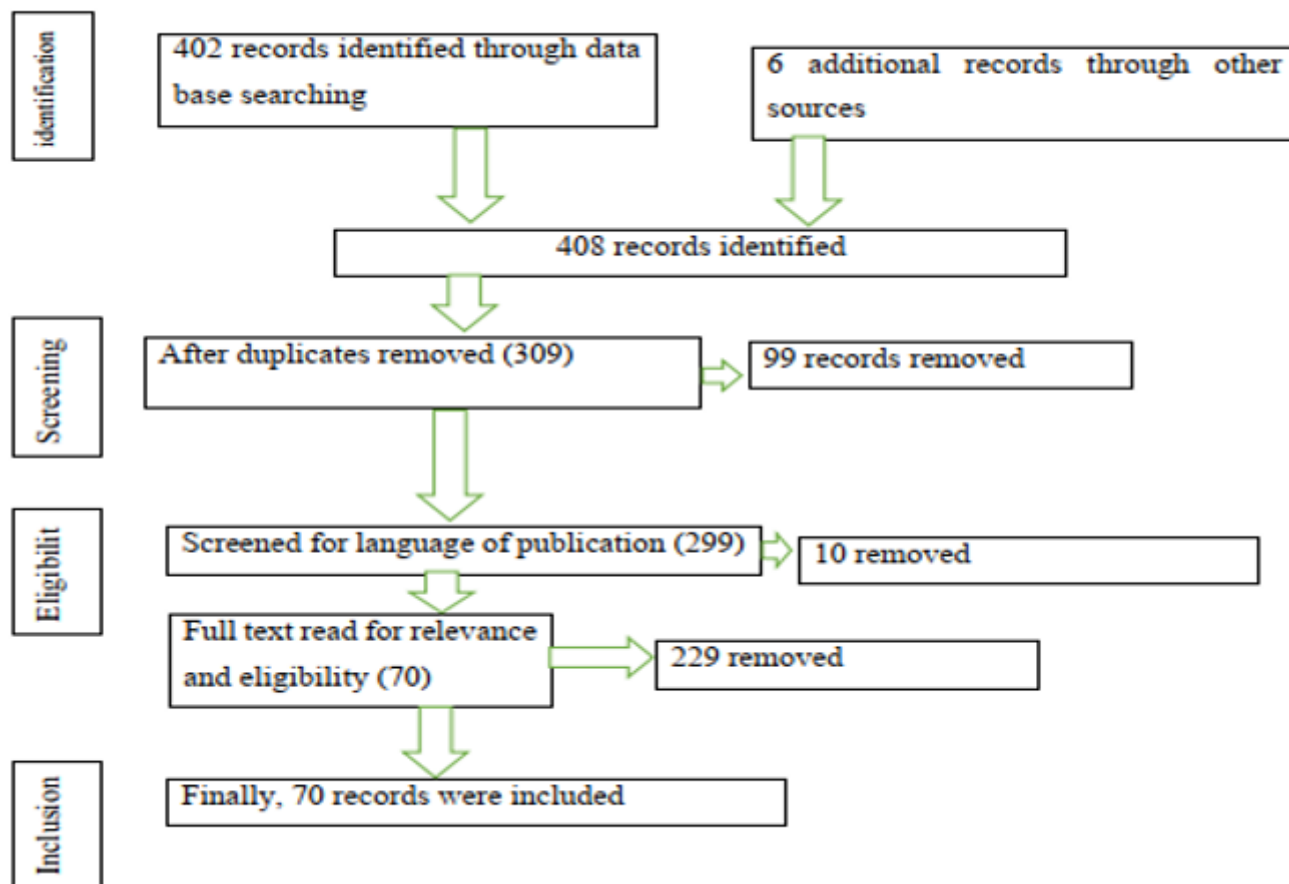 identification
402 records identified through data
base searching
6 additional records through other
sources
408 records identified
Screening
After duplicates removed (309)
99 records removed
Eligibilit
Screened for language of publication (299)
10 removed
Full text read for relevance
and eligibility (70)
229 removed
Inclusion
Finally, 70 records were included